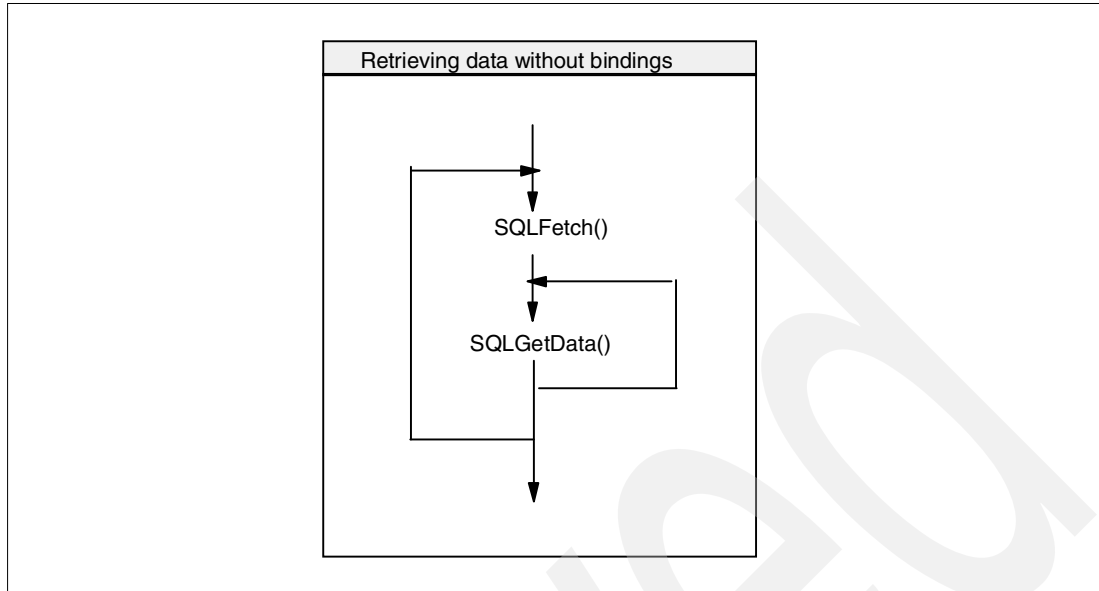 Retrieving data without bindings
SQLFetch()
SQLGetData()